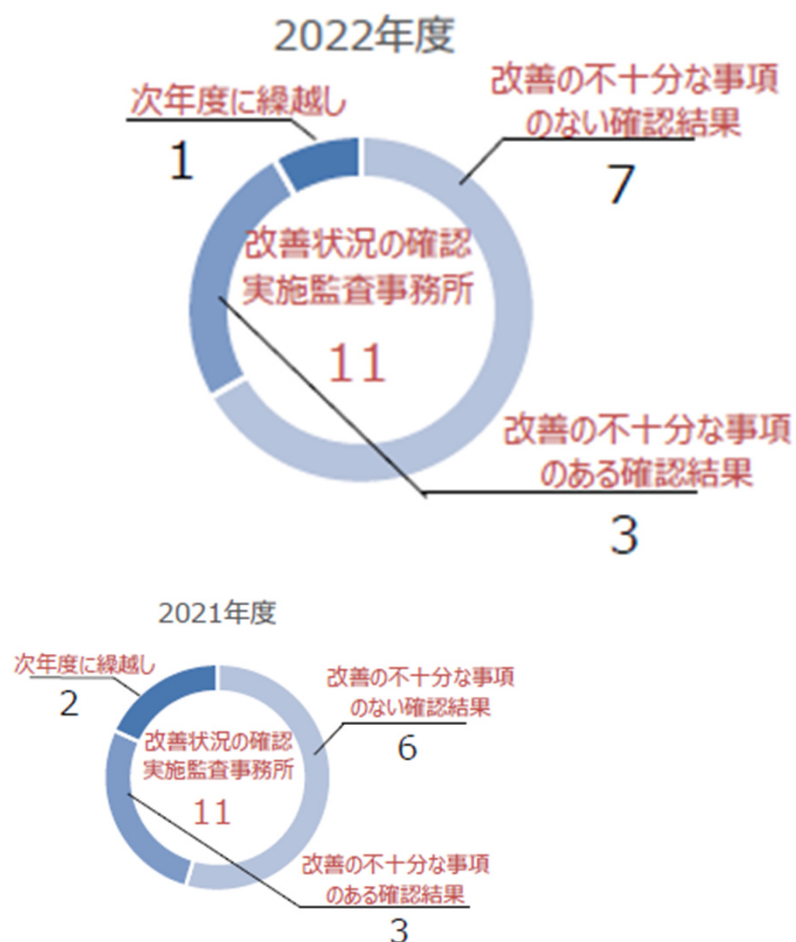 2022年度
次年度に繰越し
1
改善の不十分な事項
のない確認結果
7
改善状況の確認
実施監査事務所
11
改善の不十分な事項
のある確認結果
3
2021年度
次年度に繰越し
2
改善の不十分な事項
のない確認結果
6
改善状況の確認
実施監査事務所
11
改善の不十分な事項
のある確認結果
3